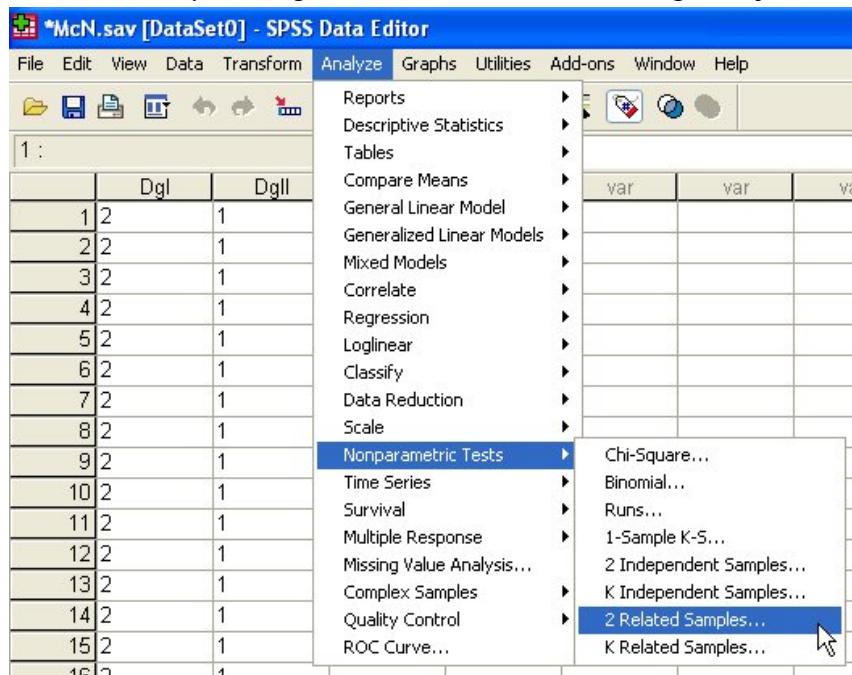 *McN.sav [DataSet0] - SPSS Data Editor
File Edit View Data Transform Analyze Graphs Utilities Add-ons Window Help
1 :
DgI DgII var var
1 2 1
2 2 1
3 2 1
4 2 1
5 2 1
6 2 1
7 2 1
8 2 1
9 2 1
10 2 1
11 2 1
12 2 1
13 2 1
14 2 1
15 2 1
Reports
Descriptive Statistics
Tables
Compare Means
General Linear Model
Generalized Linear Models
Mixed Models
Correlate
Regression
Loglinear
Classify
Data Reduction
Scale
Nonparametric Tests
Time Series
Survival
Multiple Response
Missing Value Analysis...
Complex Samples
Quality Control
ROC Curve...
Chi-Square...
Binomial...
Runs...
1-Sample K-S...
2 Independent Samples...
K Independent Samples...
2 Related Samples...
K Related Samples...